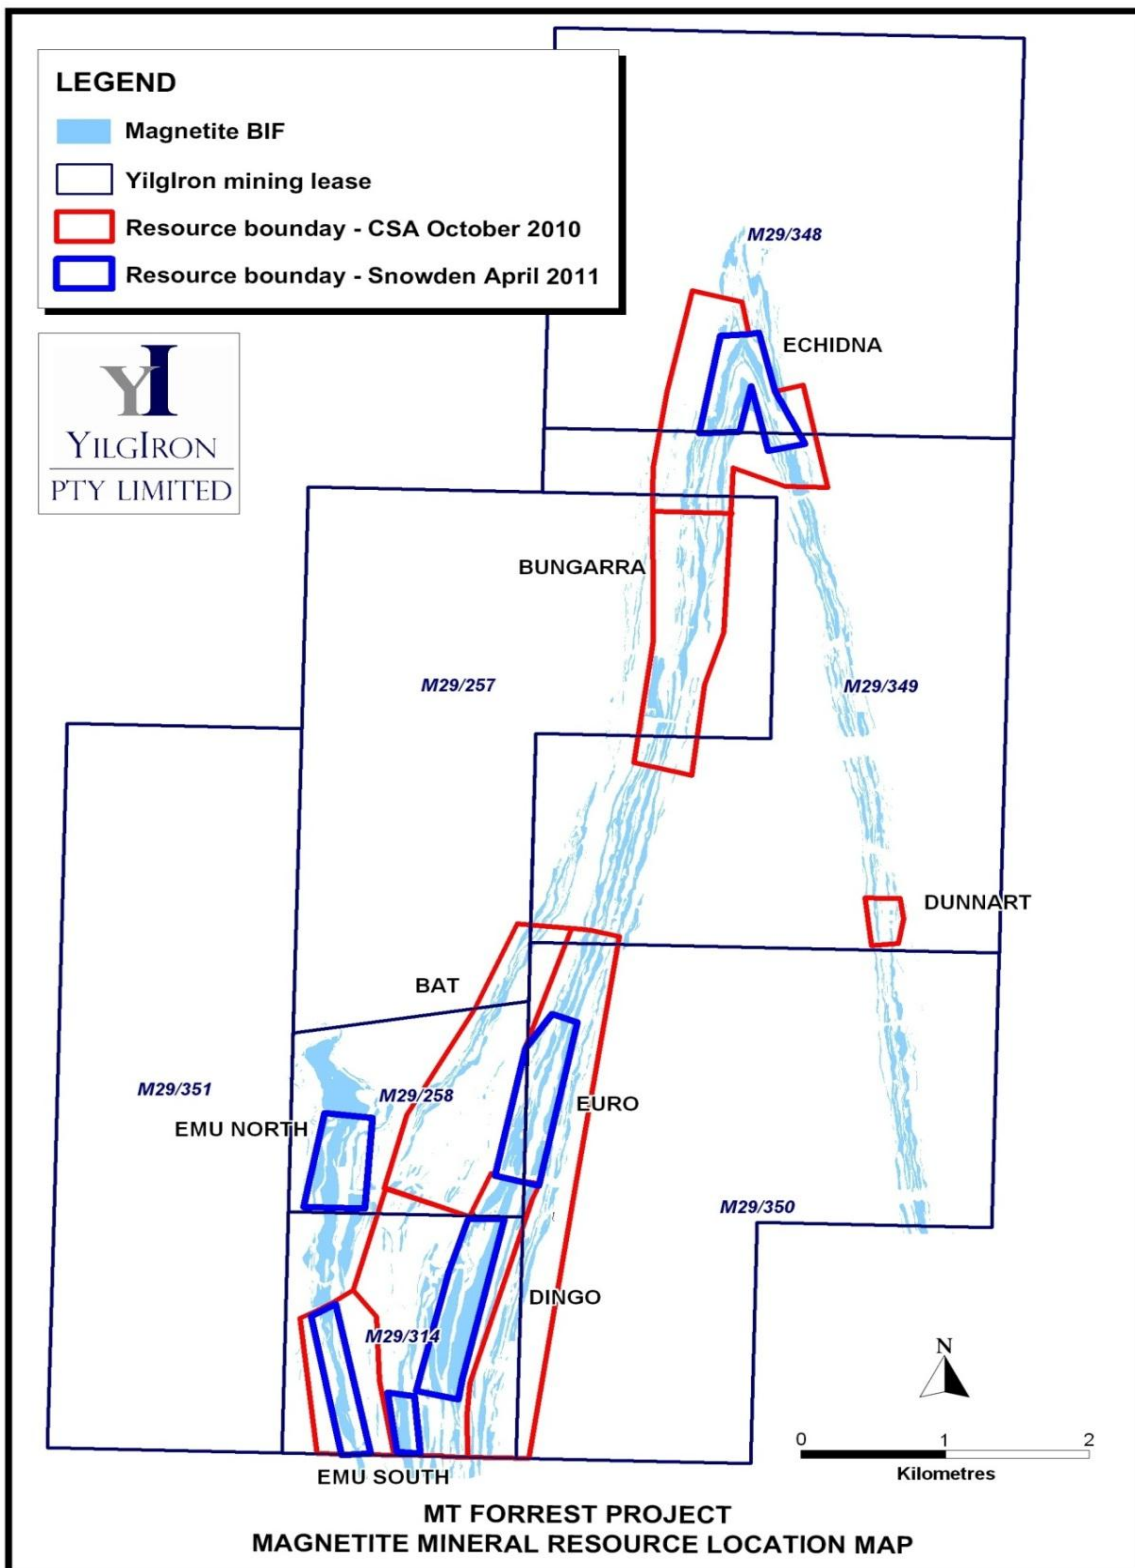 LEGEND
Magnetite BIF
YilgIron mining lease
Resource bounday - CSA October 2010
Resource bounday - Snowden April 2011
YI
YILGIRON
PTY LIMITED
M29/348
ECHIDNA
BUNGARRA
M29/257
M29/349
DUNNART
BAT
M29/351
M29/258
EURO
EMU NORTH
M29/350
DINGO
M29/314
N
0 1 2
Kilometres
EMU SOUTH
MT FORREST PROJECT
MAGNETITE MINERAL RESOURCE LOCATION MAP